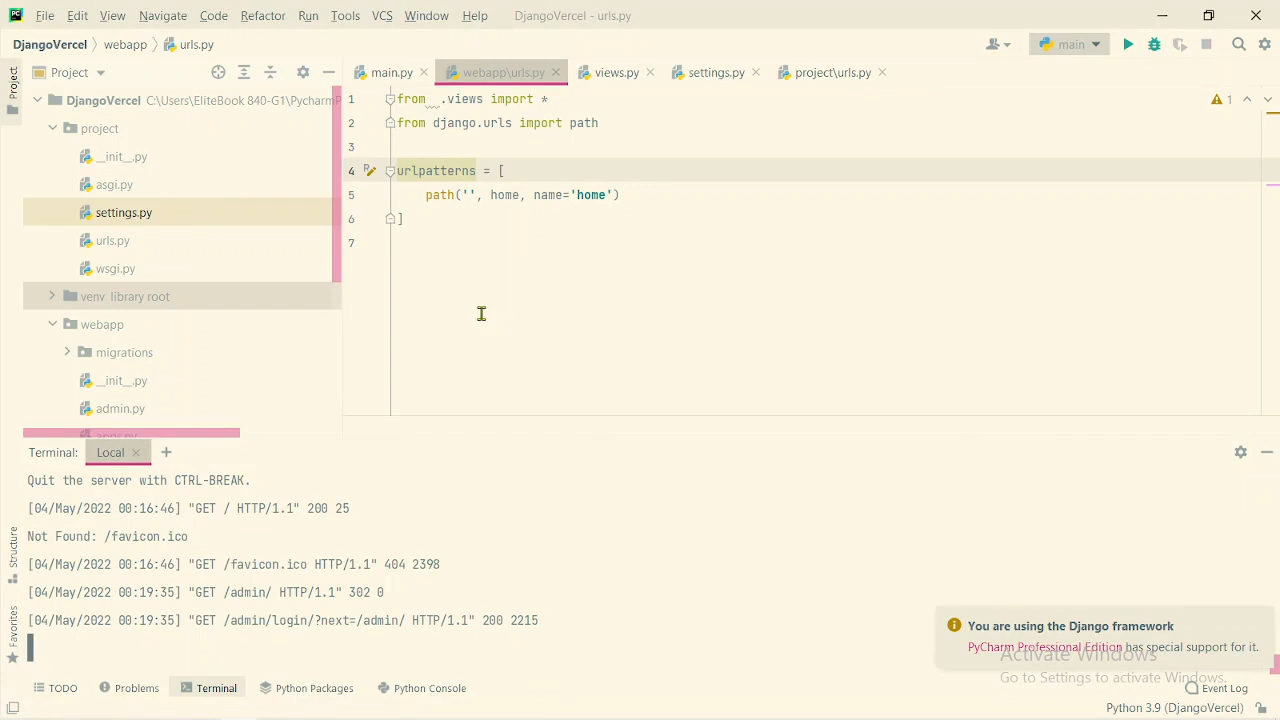 File Edit View Navigate Code Refactor Run Tools VCS Window Help DjangoVercel - urls.py
DjangoVercel webapp urls.py main
Project
Project
main.py webapp\urls.py views.py settings.py project\urls.py
DjangoVercel C:\Users\EliteBook 840-G1\PycharmP
project
__init__.py
asgi.py
settings.py
urls.py
wsgi.py
venv library root
webapp
migrations
__init__.py
admin.py
apps.py
1 from .views import *
2 from django.urls import path
3
4 urlpatterns = [
5 path('', home, name='home')
6 ]
7
1
Terminal: Local
Quit the server with CTRL-BREAK.
[04/May/2022 00:16:46] "GET / HTTP/1.1" 200 25
Not Found: /favicon.ico
[04/May/2022 00:16:46] "GET /favicon.ico HTTP/1.1" 404 2398
[04/May/2022 00:19:35] "GET /admin/ HTTP/1.1" 302 0
[04/May/2022 00:19:35] "GET /admin/login/?next=/admin/ HTTP/1.1" 200 2215
Structure
Favorites
You are using the Django framework
PyCharm Professional Edition has special support for it.
Activate Windows
Go to Settings to activate Windows.
TODO Problems Terminal Python Packages Python Console Event Log
Python 3.9 (DjangoVercel)